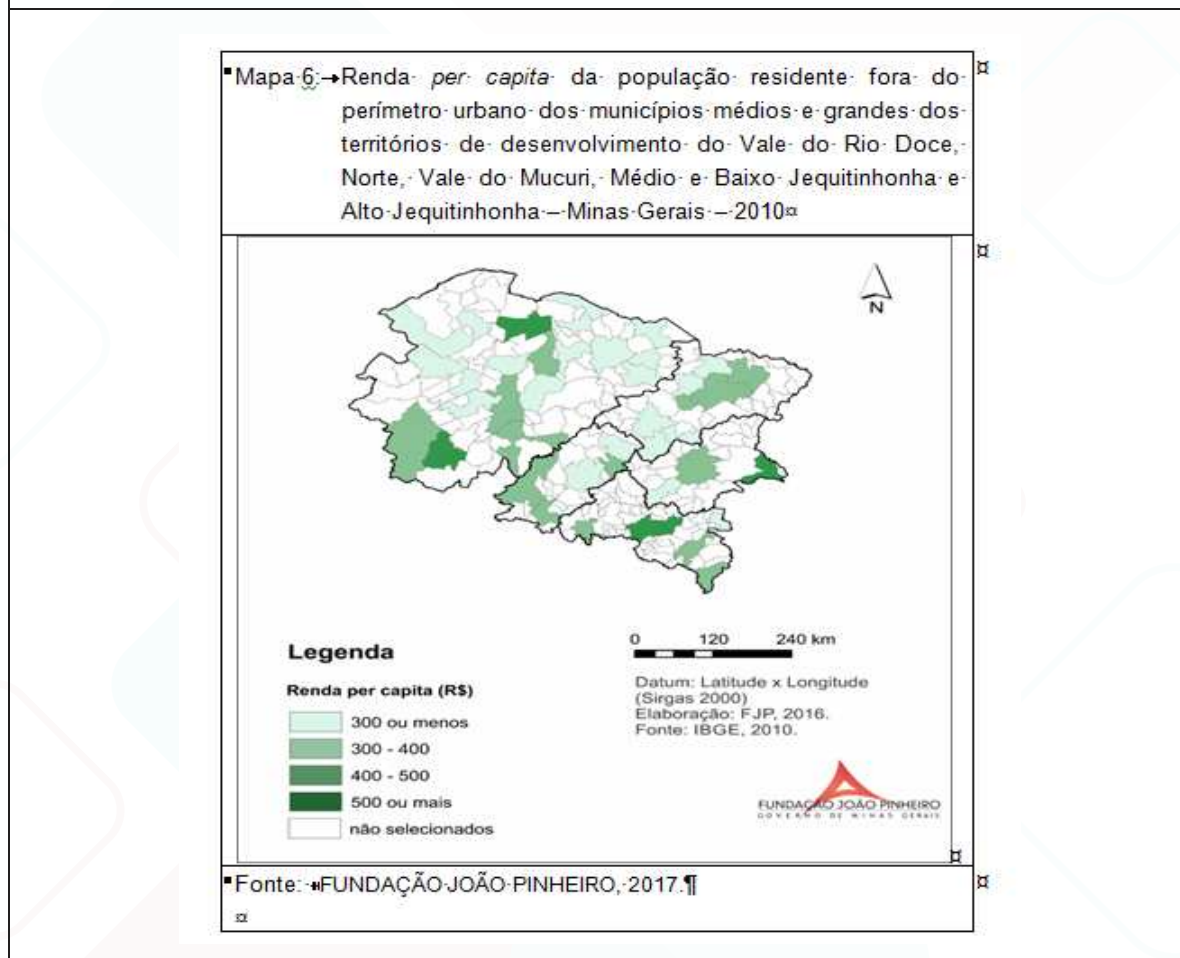 Mapa 6: Renda per capita da população residente fora do
perímetro urbano dos municípios médios e grandes dos
territórios de desenvolvimento do Vale do Rio Doce,
Norte, Vale do Mucuri, Médio e Baixo Jequitinhonha e
Alto Jequitinhonha – Minas Gerais – 2010
N
Legenda
Renda per capita (R$)
300 ou menos
300 - 400
400 - 500
500 ou mais
não selecionados
0 120 240 km
Datum: Latitude x Longitude
(Sirgas 2000)
Elaboração: FJP, 2016.
Fonte: IBGE, 2010.
FUNDAÇÃO JOÃO PINHEIRO
GOVERNO DE MINAS GERAIS
Fonte: FUNDAÇÃO JOÃO PINHEIRO, 2017.